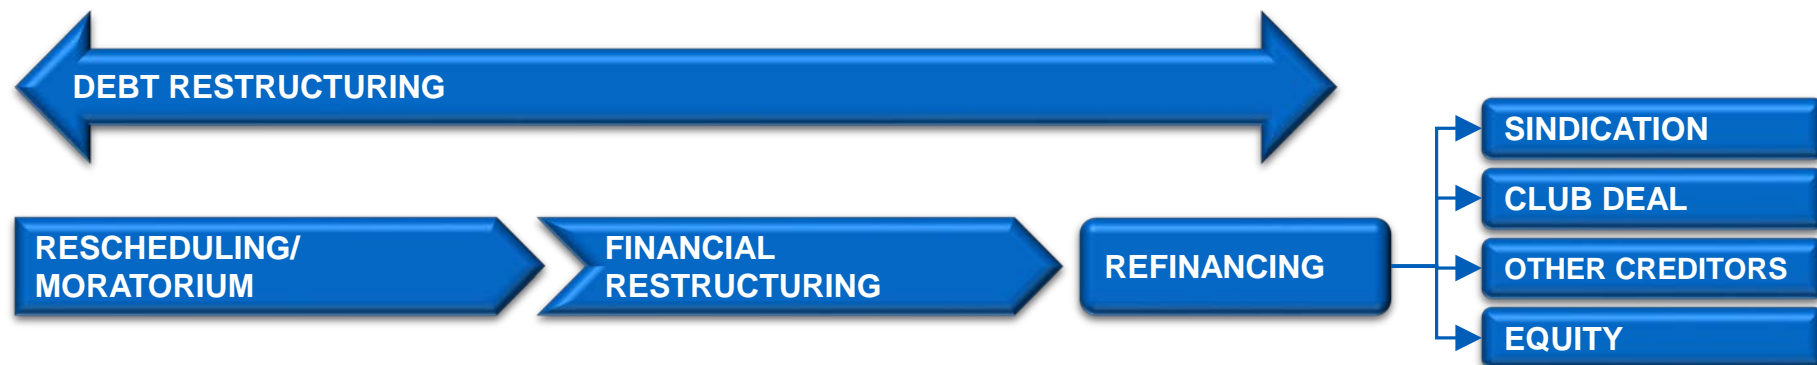 DEBT RESTRUCTURING
RESCHEDULING/
MORATORIUM
FINANCIAL
RESTRUCTURING
REFINANCING
SINDICATION
CLUB DEAL
OTHER CREDITORS
EQUITY